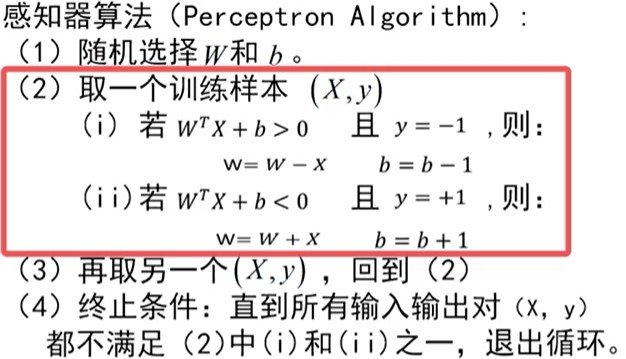 感知器算法（Perceptron Algorithm）：
（1）随机选择W和 b 。
（2）取一个训练样本 (X,y)
(i) 若 WᵀX + b > 0 且 y = −1 ,则：
w= W − X b = b − 1
(ii)若 WᵀX + b < 0 且 y = +1 ,则：
w= W + X b = b + 1
（3）再取另一个(X,y) ，回到（2）
（4）终止条件：直到所有输入输出对（X，y）
都不满足（2）中(i)和(ii)之一，退出循环。